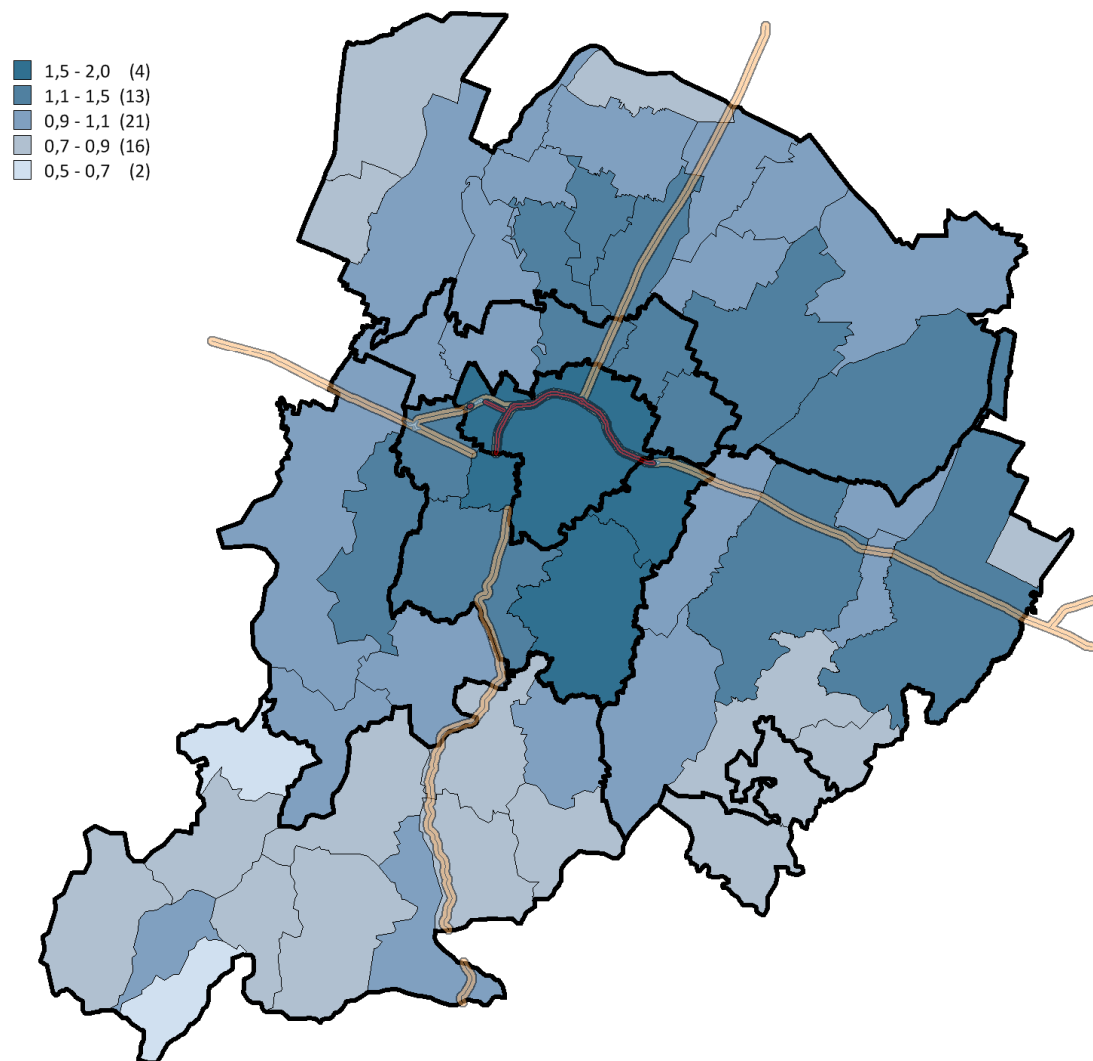 1,5 - 2,0 (4)
1,1 - 1,5 (13)
0,9 - 1,1 (21)
0,7 - 0,9 (16)
0,5 - 0,7 (2)